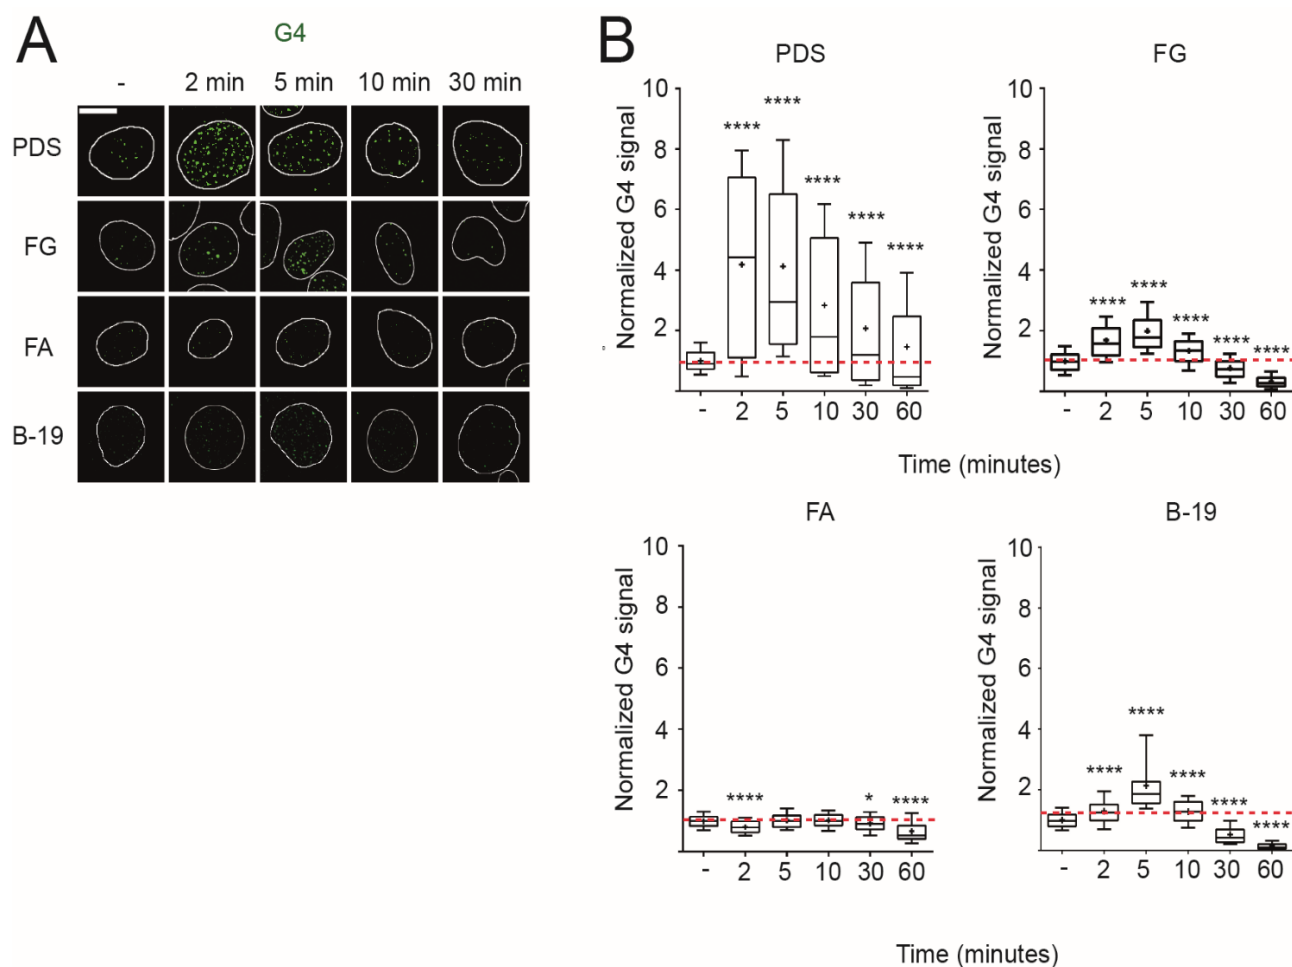 A
G4
- 2 min 5 min 10 min 30 min
PDS
FG
FA
B-19
B
PDS
Normalized G4 signal
10
8
6
4
2
**** **** **** **** ****
- 2 5 10 30 60
FG
Normalized G4 signal
10
8
6
4
2
**** **** **** **** ****
- 2 5 10 30 60
Time (minutes)
FA
Normalized G4 signal
10
8
6
4
2
**** * ****
- 2 5 10 30 60
B-19
Normalized G4 signal
10
8
6
4
2
**** **** **** **** ****
- 2 5 10 30 60
Time (minutes)